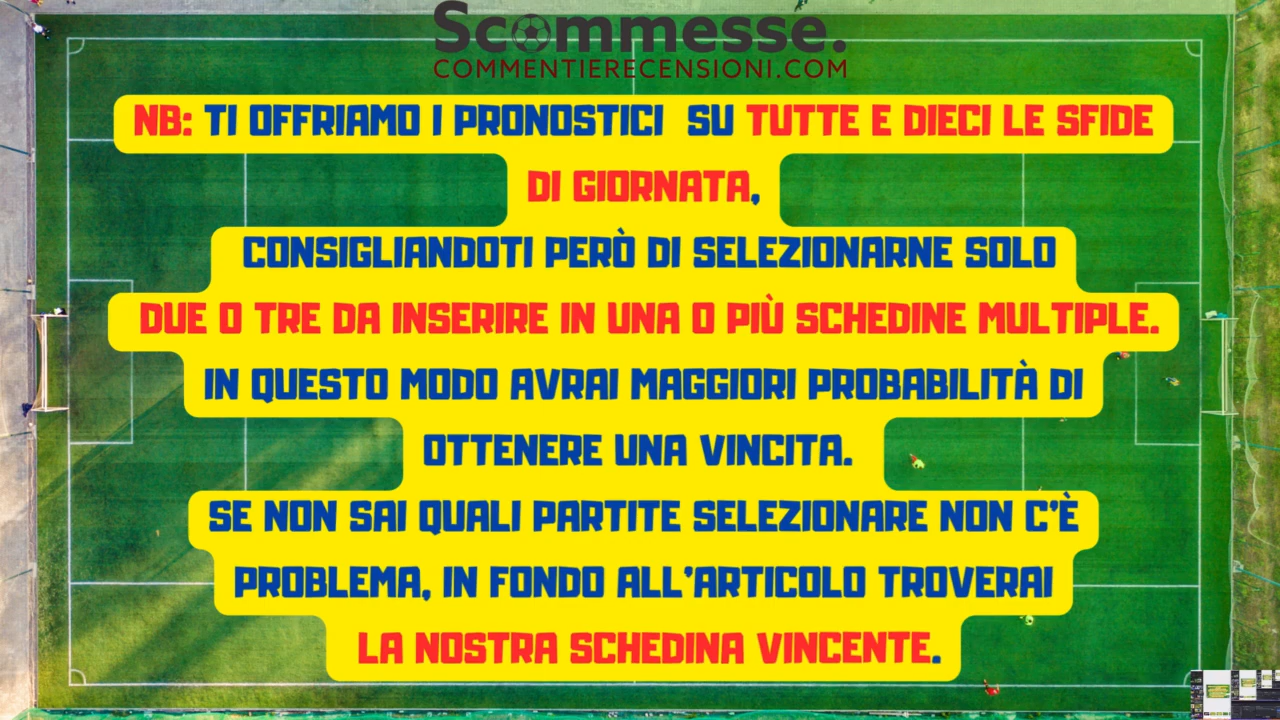 Scommesse.
COMMENTIERECENSIONI.COM
NB: TI OFFRIAMO I PRONOSTICI SU TUTTE E DIECI LE SFIDE
DI GIORNATA,
CONSIGLIANDOTI PERÒ DI SELEZIONARNE SOLO
DUE O TRE DA INSERIRE IN UNA O PIÙ SCHEDINE MULTIPLE.
IN QUESTO MODO AVRAI MAGGIORI PROBABILITÀ DI
OTTENERE UNA VINCITA.
SE NON SAI QUALI PARTITE SELEZIONARE NON C'È
PROBLEMA, IN FONDO ALL'ARTICOLO TROVERAI
LA NOSTRA SCHEDINA VINCENTE.